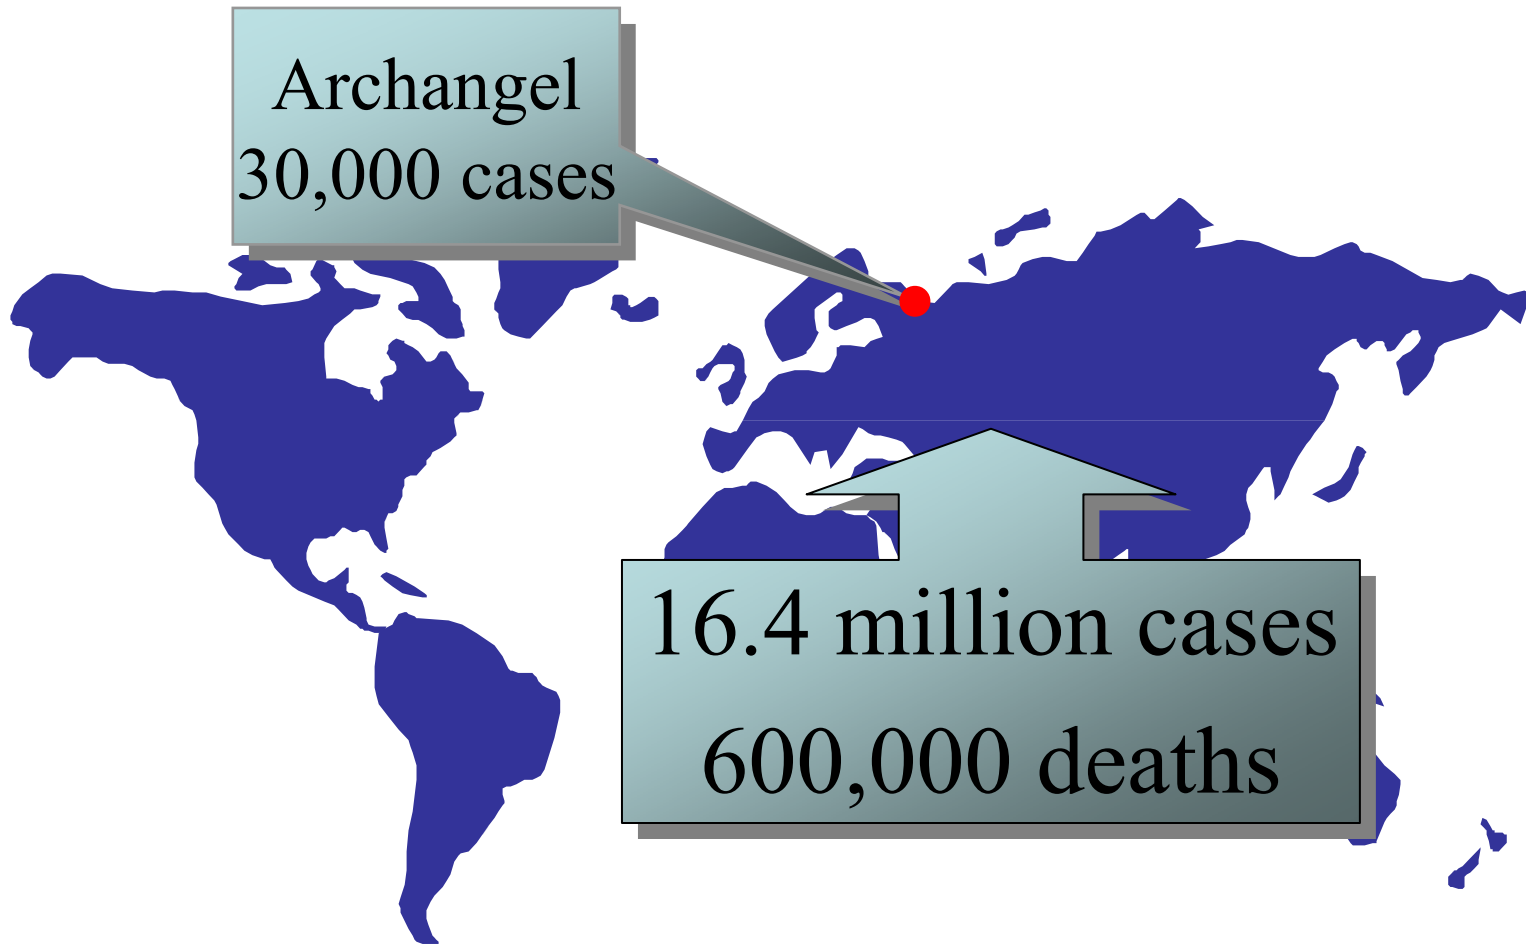 Archangel
30,000 cases
16.4 million cases
600,000 deaths